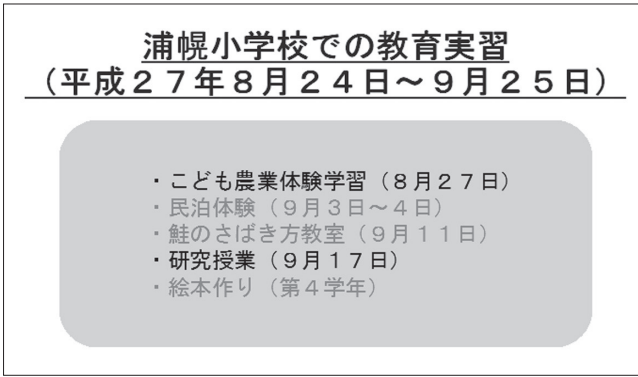 浦幌小学校での教育実習
（平成２７年８月２４日～９月２５日）
・こども農業体験学習（８月２７日）
・民泊体験（９月３日～４日）
・鮭のさばき方教室（９月１１日）
・研究授業（９月１７日）
・絵本作り（第４学年）